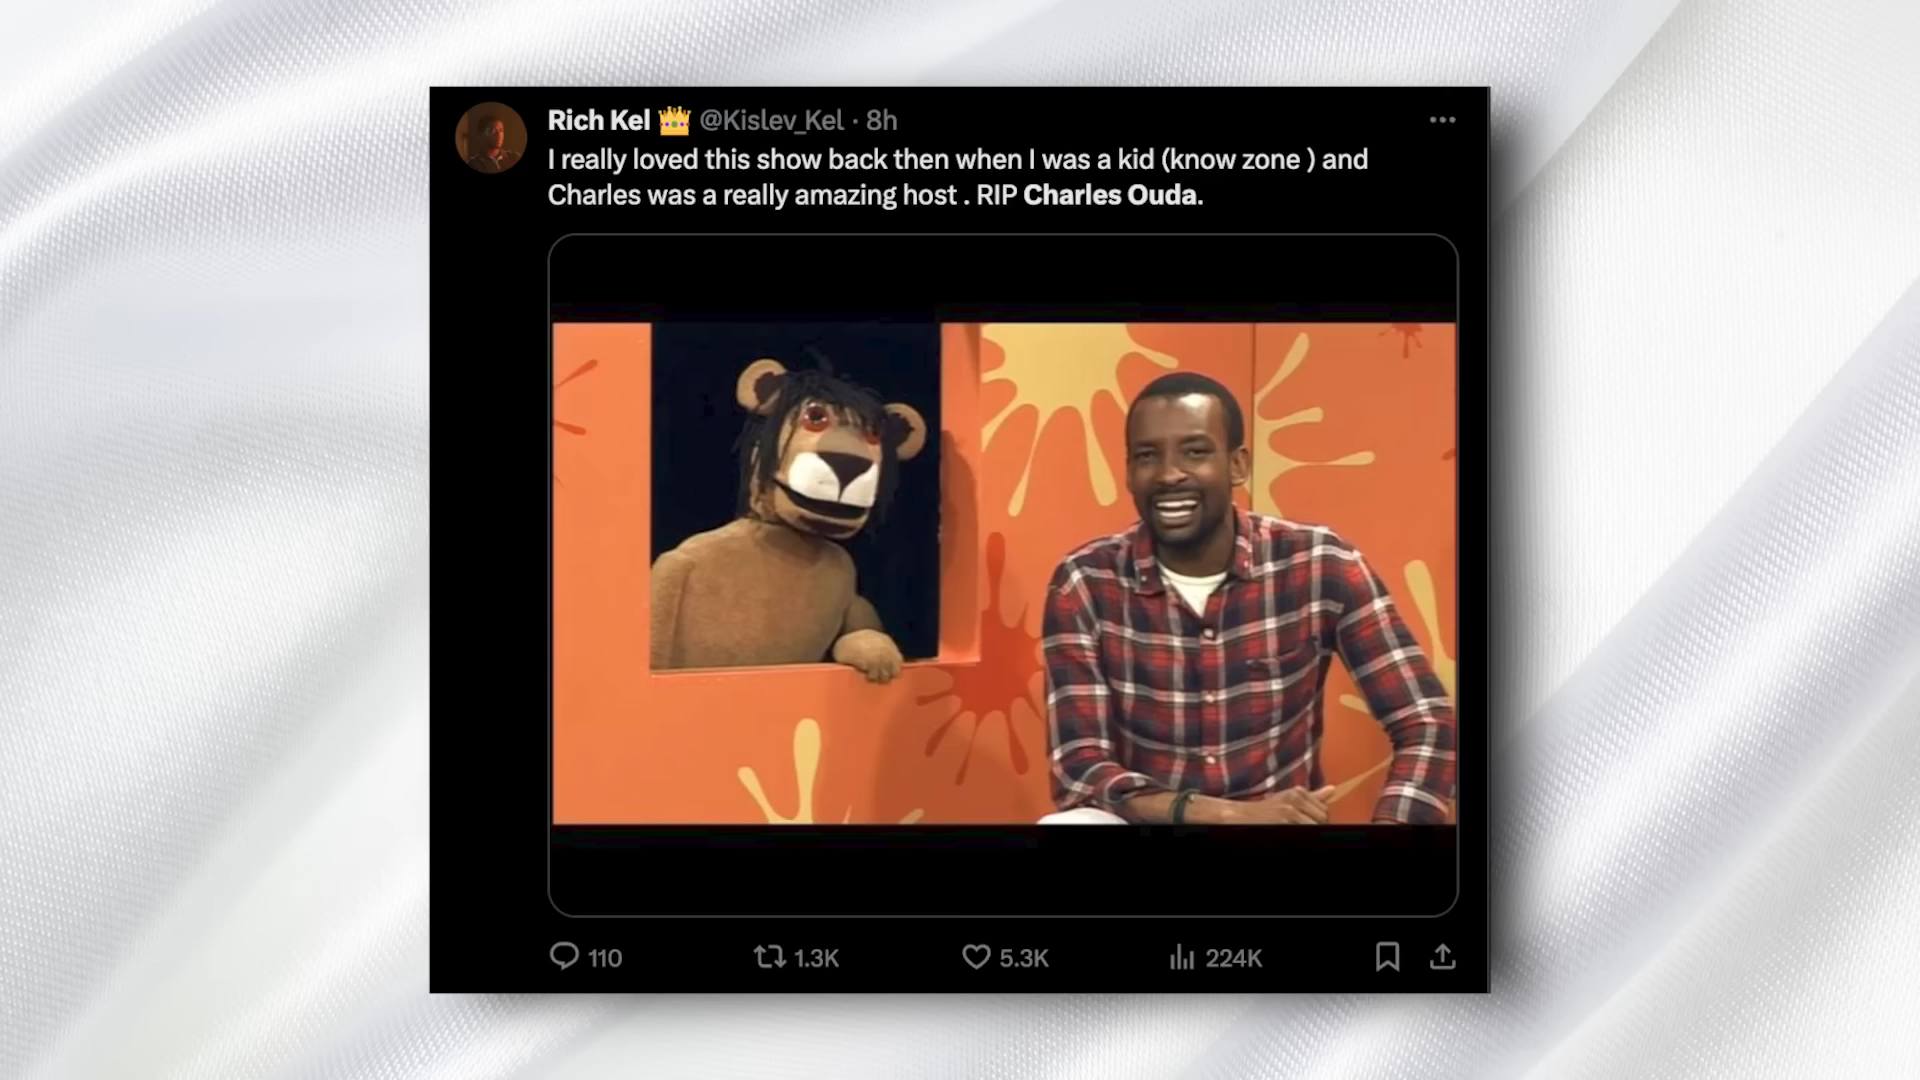 Rich Kel 👑 @Kislev_Kel · 8h
I really loved this show back then when I was a kid (know zone ) and
Charles was a really amazing host . RIP Charles Ouda.
110 1.3K 5.3K 224K